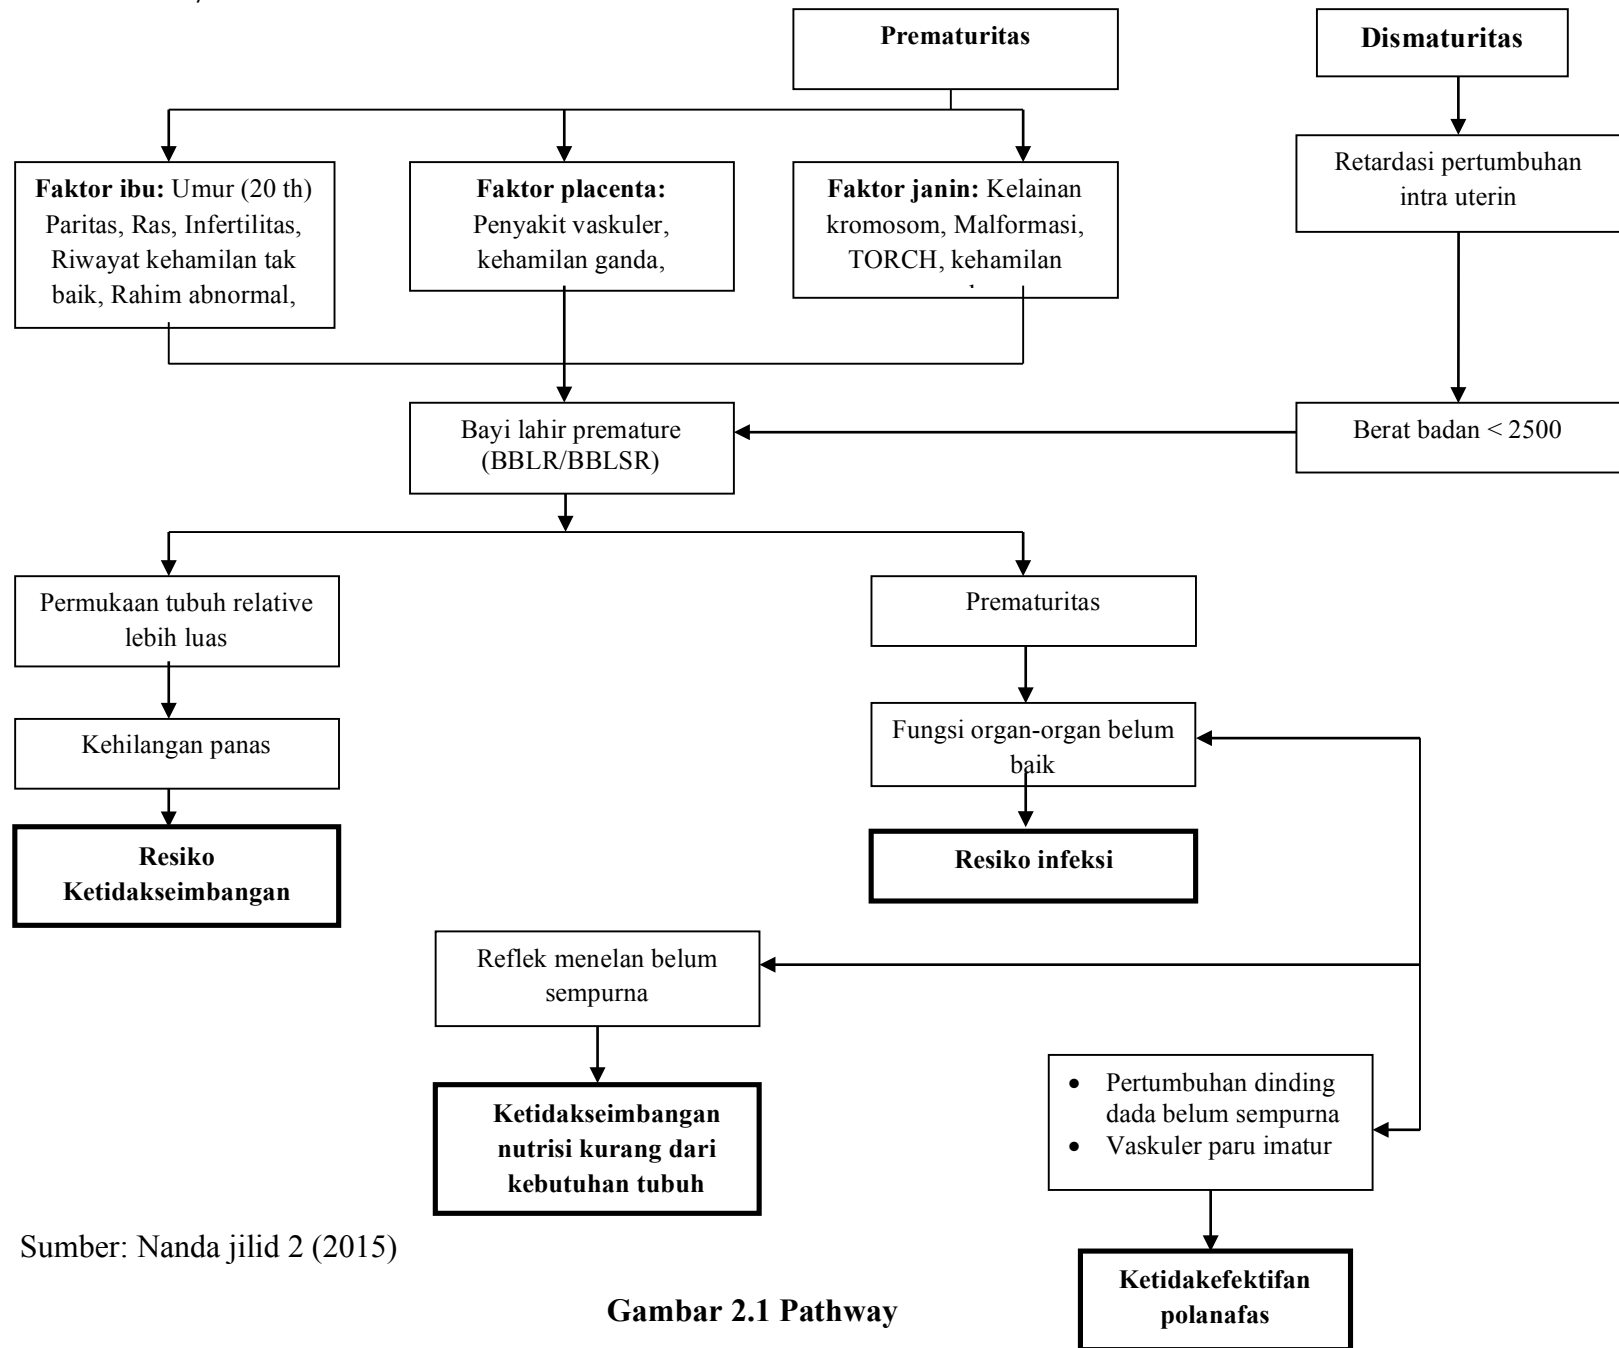 Prematuritas
Dismaturitas
Faktor ibu: Umur (20 th)
Paritas, Ras, Infertilitas,
Riwayat kehamilan tak
baik, Rahim abnormal,
Faktor placenta:
Penyakit vaskuler,
kehamilan ganda,
Faktor janin: Kelainan
kromosom, Malformasi,
TORCH, kehamilan
Retardasi pertumbuhan
intra uterin
Bayi lahir premature
(BBLR/BBLSR)
Berat badan < 2500
Permukaan tubuh relative
lebih luas
Prematuritas
Kehilangan panas
Fungsi organ-organ belum
baik
Resiko
Ketidakseimbangan
Resiko infeksi
Reflek menelan belum
sempurna
• Pertumbuhan dinding
dada belum sempurna
• Vaskuler paru imatur
Ketidakseimbangan
nutrisi kurang dari
kebutuhan tubuh
Ketidakefektifan
polanafas
Sumber: Nanda jilid 2 (2015)
Gambar 2.1 Pathway